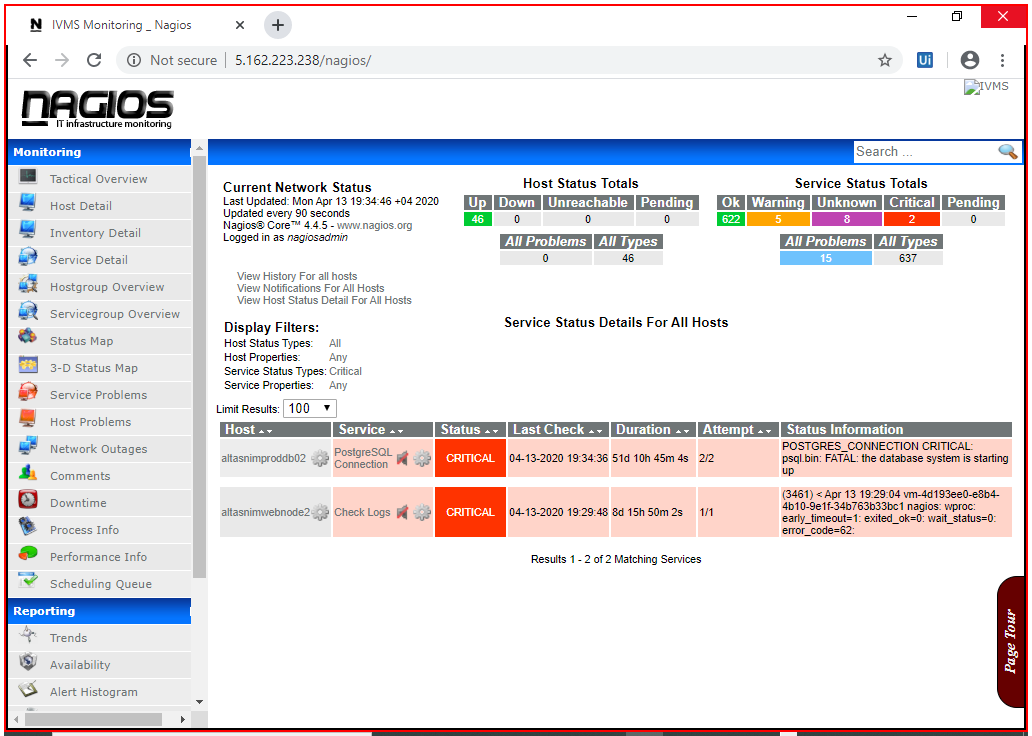 IVMS Monitoring _ Nagios
Not secure | 5.162.223.238/nagios/
Ui
NAGIOS
IT infrastructure monitoring
IVMS
Search ...
Monitoring
Tactical Overview
Host Detail
Inventory Detail
Service Detail
Hostgroup Overview
Servicegroup Overview
Status Map
3-D Status Map
Service Problems
Host Problems
Network Outages
Comments
Downtime
Process Info
Performance Info
Scheduling Queue
Reporting
Trends
Availability
Alert Histogram
Current Network Status
Last Updated: Mon Apr 13 19:34:46 +04 2020
Updated every 90 seconds
Nagios® Core™ 4.4.5 - www.nagios.org
Logged in as nagiosadmin
View History For all hosts
View Notifications For All Hosts
View Host Status Detail For All Hosts
Host Status Totals
Up Down Unreachable Pending
46 0 0 0
All Problems All Types
0 46
Service Status Totals
Ok Warning Unknown Critical Pending
622 5 8 2 0
All Problems All Types
15 637
Display Filters:
Host Status Types: All
Host Properties: Any
Service Status Types: Critical
Service Properties: Any
Service Status Details For All Hosts
Limit Results: 100
Host Service Status Last Check Duration Attempt Status Information
altasnimproddb02 PostgreSQL Connection CRITICAL 04-13-2020 19:34:36 51d 10h 45m 4s 2/2 POSTGRES_CONNECTION CRITICAL:
psql.bin: FATAL: the database system is starting
up
altasnimwebnode2 Check Logs CRITICAL 04-13-2020 19:29:48 8d 15h 50m 2s 1/1 (3461) < Apr 13 19:29:04 vm-4d193ee0-e8b4-
4b10-9e1f-34b763b33bc1 nagios: wproc:
early_timeout=1: exited_ok=0: wait_status=0:
error_code=62:
Results 1 - 2 of 2 Matching Services
Page Tour